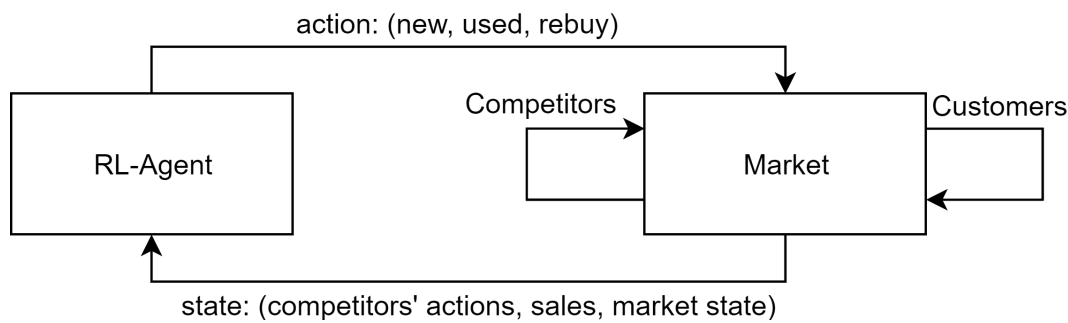 action: (new, used, rebuy)
Competitors
Customers
RL-Agent
Market
state: (competitors' actions, sales, market state)